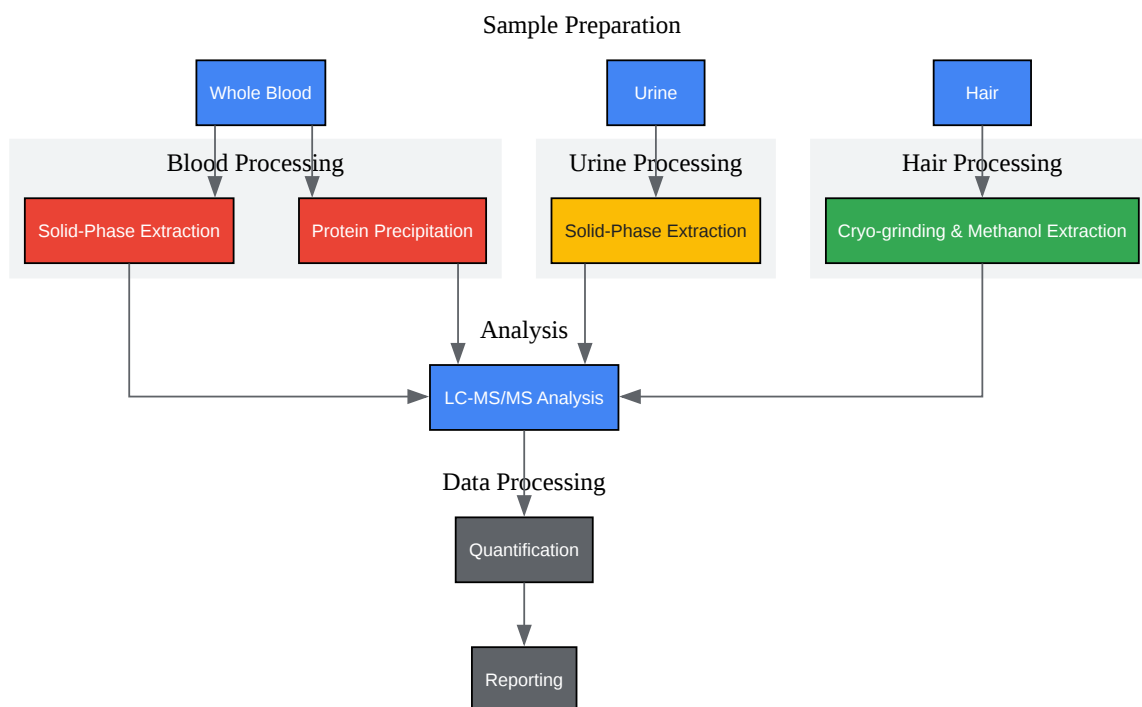 Sample Preparation
Whole Blood
Urine
Hair
Blood Processing
Urine Processing
Hair Processing
Solid-Phase Extraction
Protein Precipitation
Solid-Phase Extraction
Cryo-grinding & Methanol Extraction
Analysis
LC-MS/MS Analysis
Data Processing
Quantification
Reporting